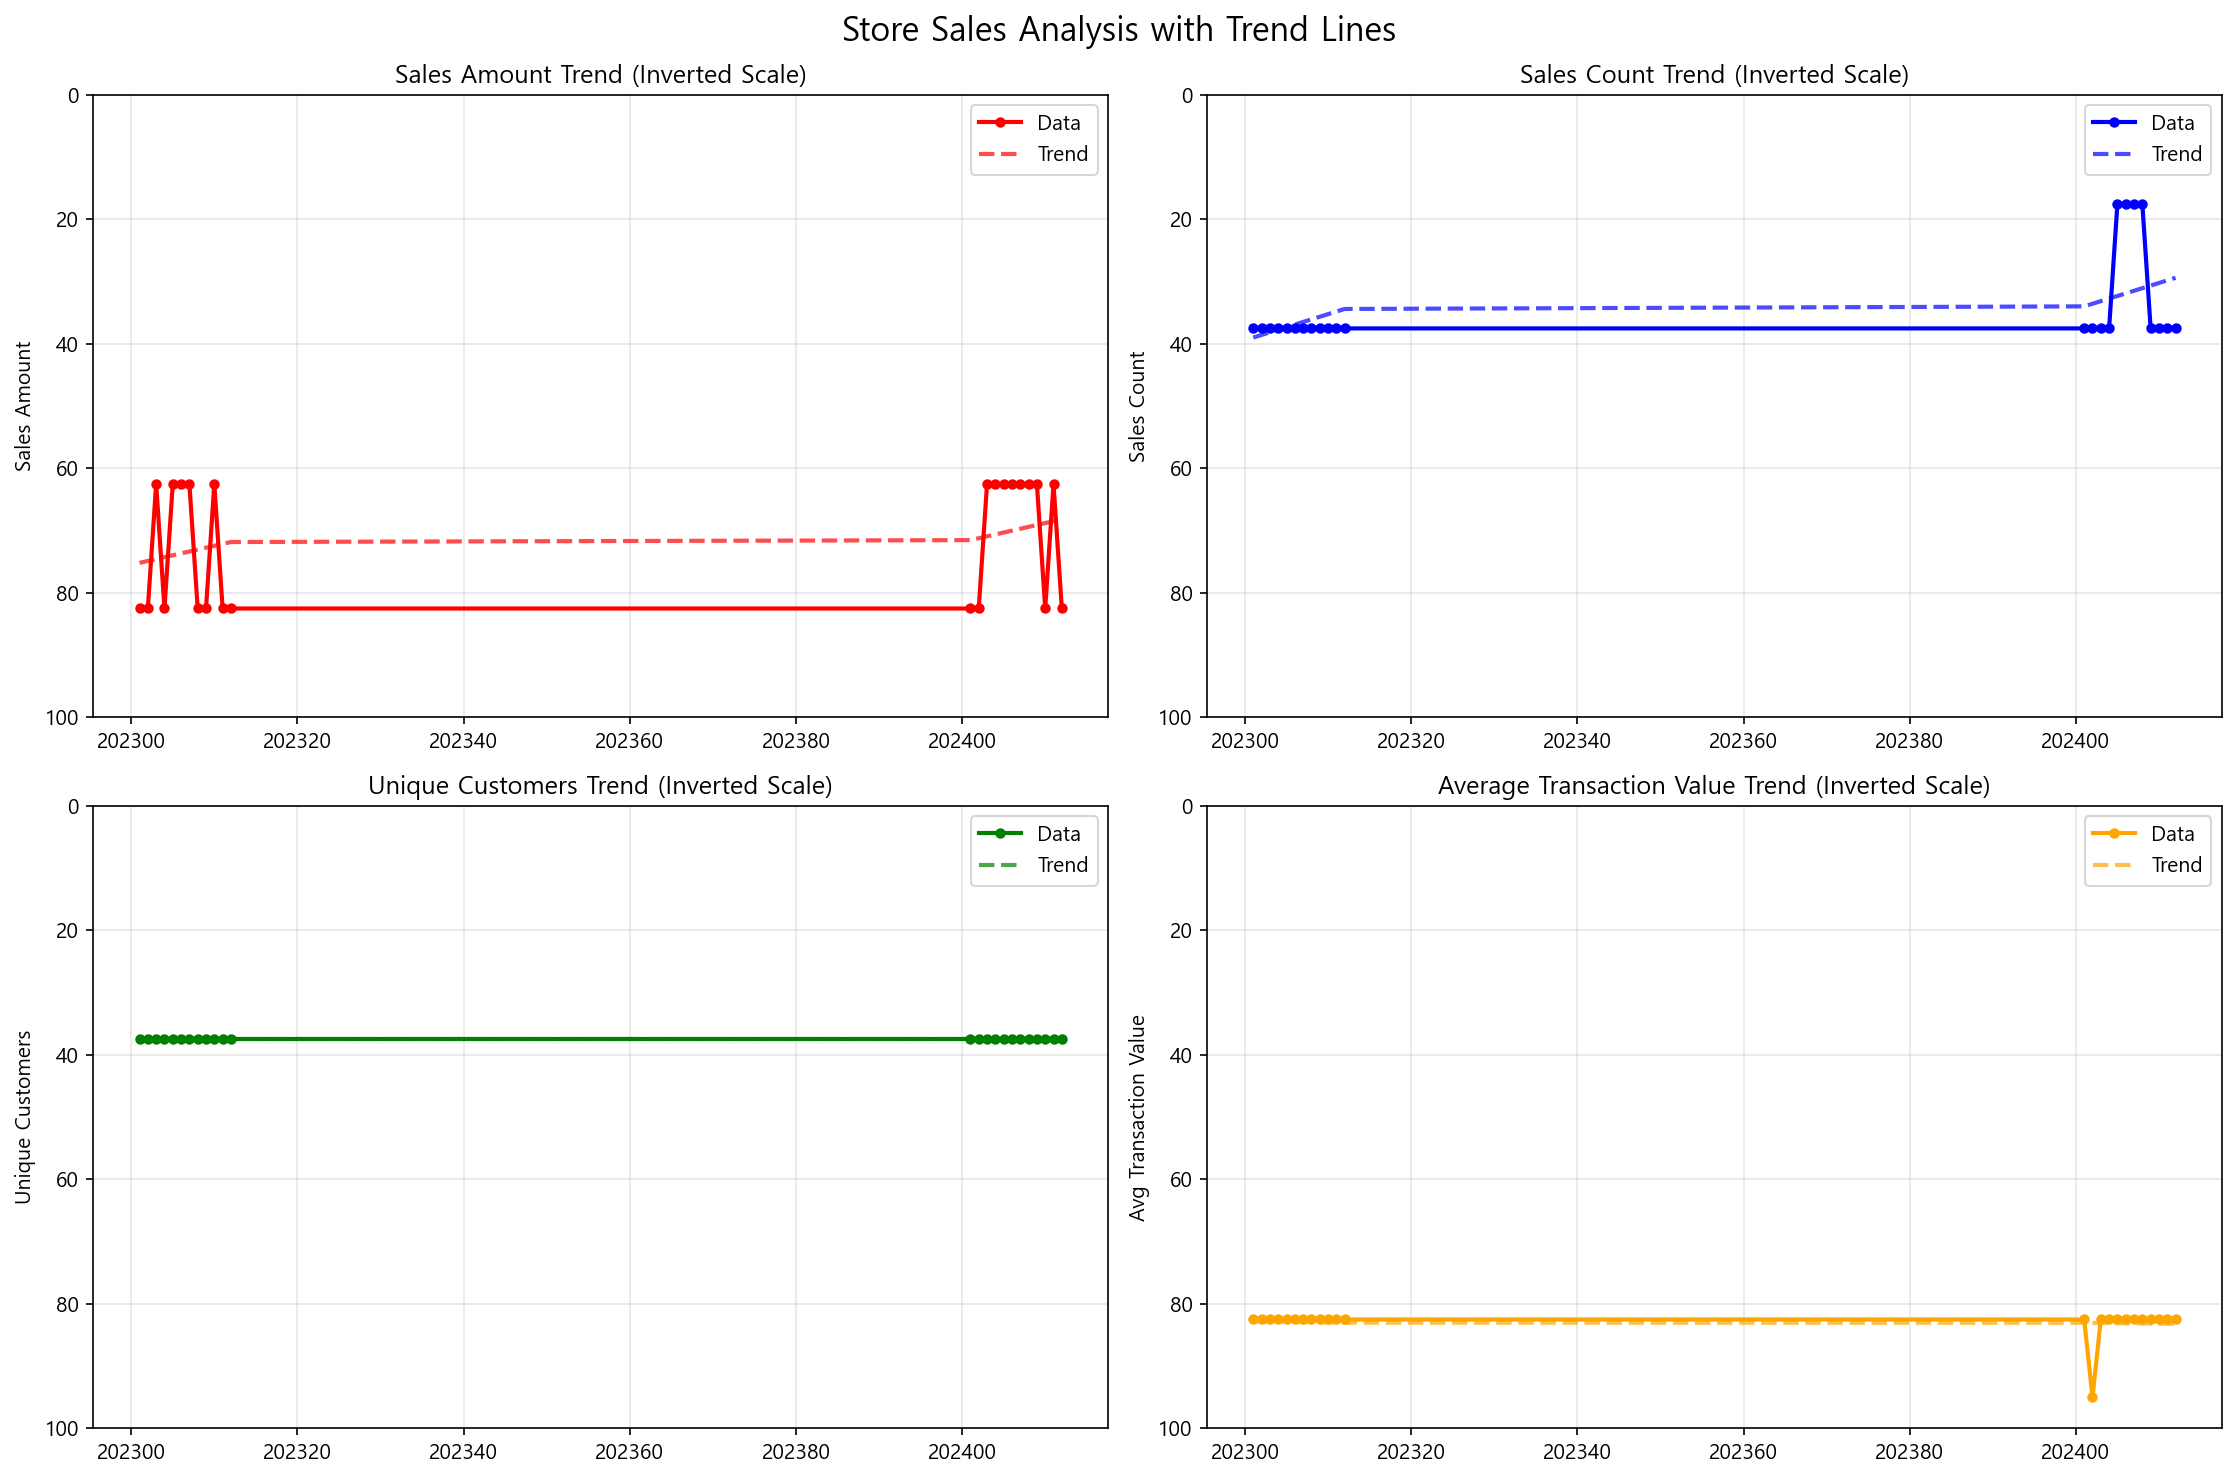 Store Sales Analysis with Trend Lines
Sales Amount Trend (Inverted Scale)
Sales Amount
0
20
40
60
80
100
202300 202320 202340 202360 202380 202400
Data
Trend
Sales Count Trend (Inverted Scale)
Sales Count
0
20
40
60
80
100
202300 202320 202340 202360 202380 202400
Data
Trend
Unique Customers Trend (Inverted Scale)
Unique Customers
0
20
40
60
80
100
202300 202320 202340 202360 202380 202400
Data
Trend
Average Transaction Value Trend (Inverted Scale)
Avg Transaction Value
0
20
40
60
80
100
202300 202320 202340 202360 202380 202400
Data
Trend